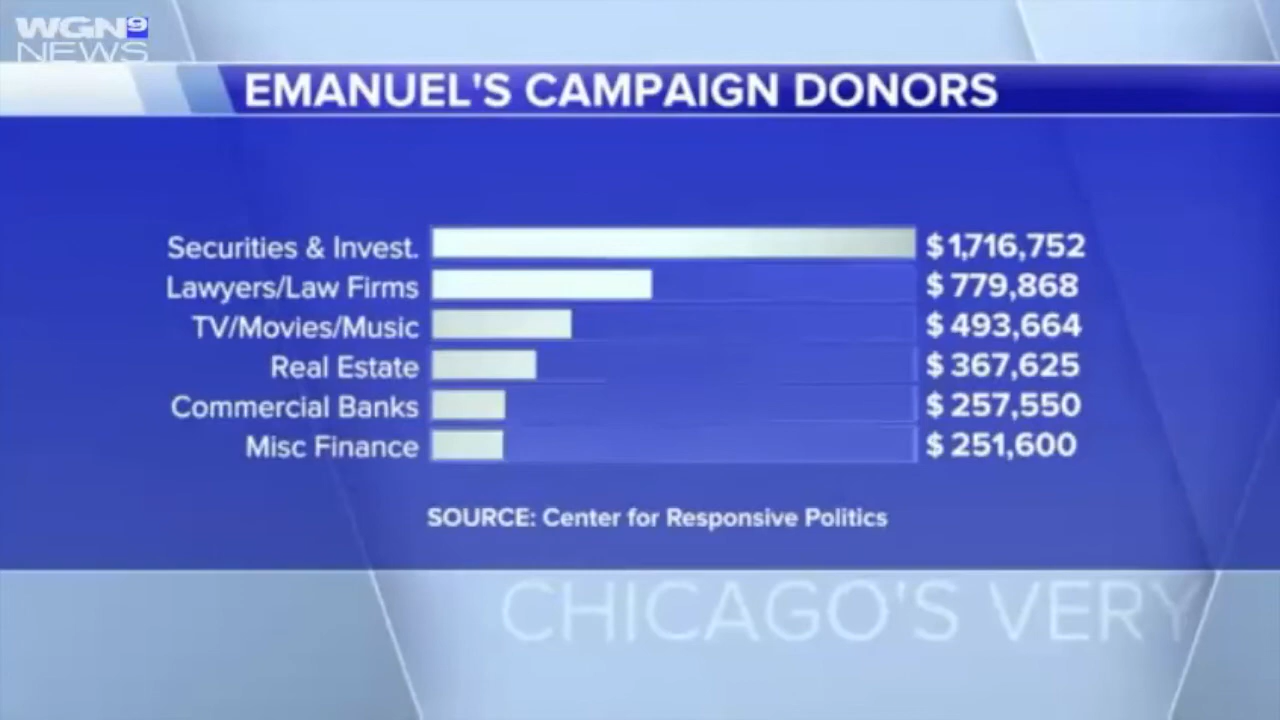 WGN9
NEWS
EMANUEL'S CAMPAIGN DONORS
Securities & Invest. $1,716,752
Lawyers/Law Firms $779,868
TV/Movies/Music $493,664
Real Estate $367,625
Commercial Banks $257,550
Misc Finance $251,600
SOURCE: Center for Responsive Politics
CHICAGO'S VERY